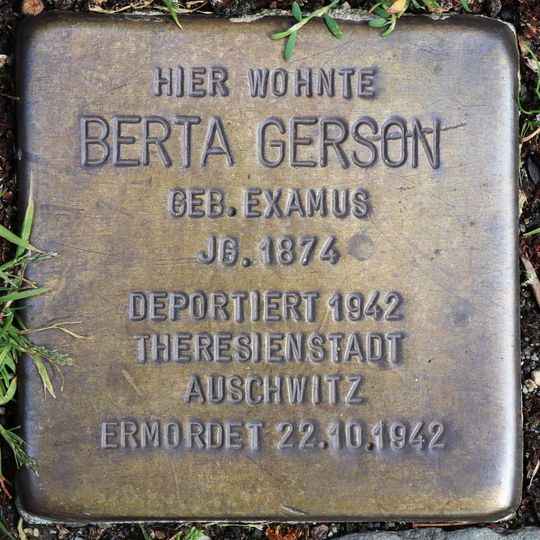 HIER WOHNTE
BERTA GERSON
GEB. EXAMUS
JG. 1874
DEPORTIERT 1942
THERESIENSTADT
AUSCHWITZ
ERMORDET 22.10.1942